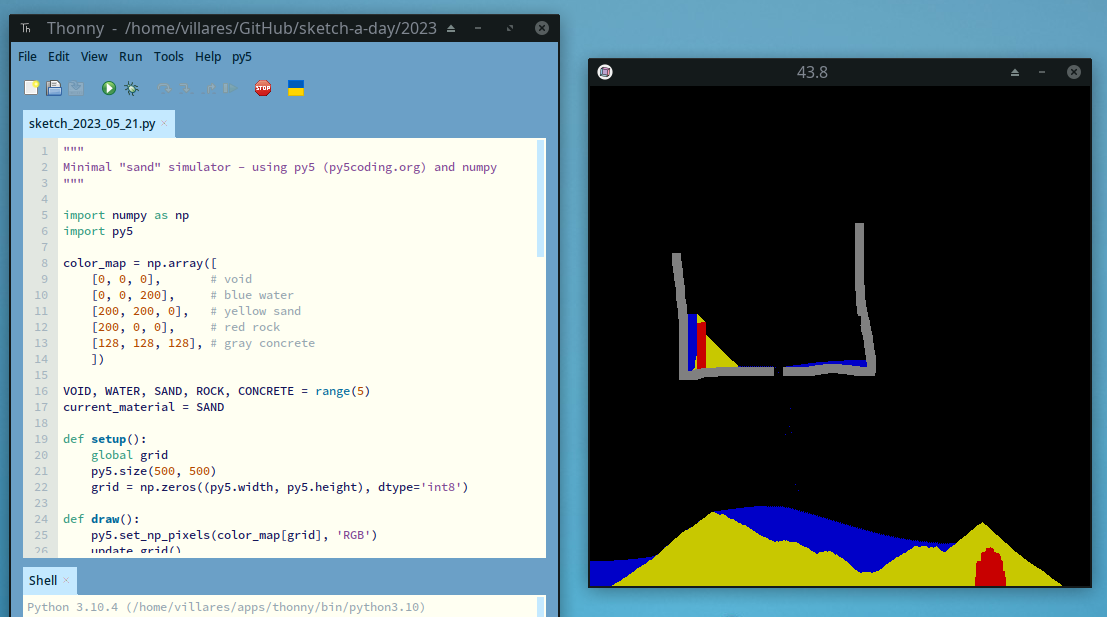 Th Thonny - /home/villares/GitHub/sketch-a-day/2023
File Edit View Run Tools Help py5
STOP
sketch_2023_05_21.py ×
1 """
2 Minimal "sand" simulator - using py5 (py5coding.org) and numpy
3 """
4
5 import numpy as np
6 import py5
7
8 color_map = np.array([
9     [0, 0, 0],       # void
10     [0, 0, 200],     # blue water
11     [200, 200, 0],   # yellow sand
12     [200, 0, 0],     # red rock
13     [128, 128, 128], # gray concrete
14     ])
15
16 VOID, WATER, SAND, ROCK, CONCRETE = range(5)
17 current_material = SAND
18
19 def setup():
20     global grid
21     py5.size(500, 500)
22     grid = np.zeros((py5.width, py5.height), dtype='int8')
23
24 def draw():
25     py5.set_np_pixels(color_map[grid], 'RGB')
26     update_grid()
Shell ×
Python 3.10.4 (/home/villares/apps/thonny/bin/python3.10)
43.8